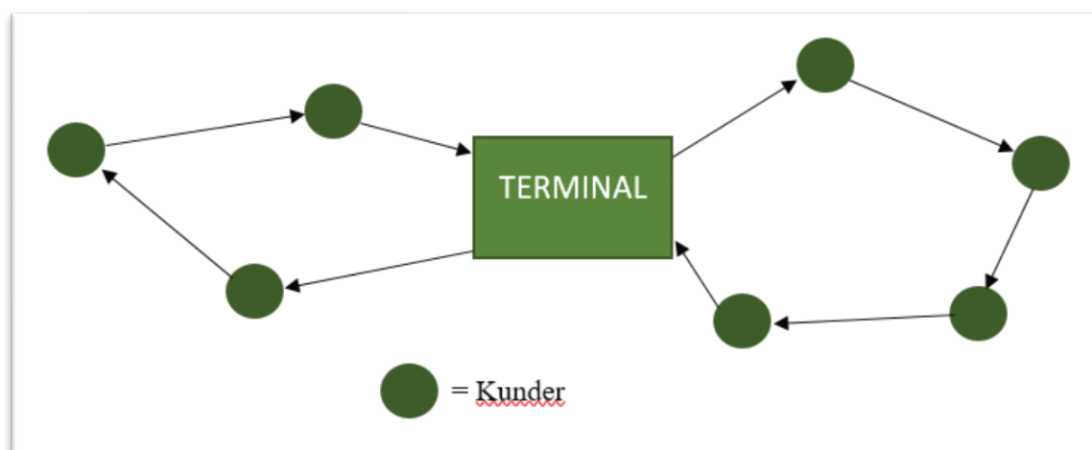 TERMINAL
= Kunder